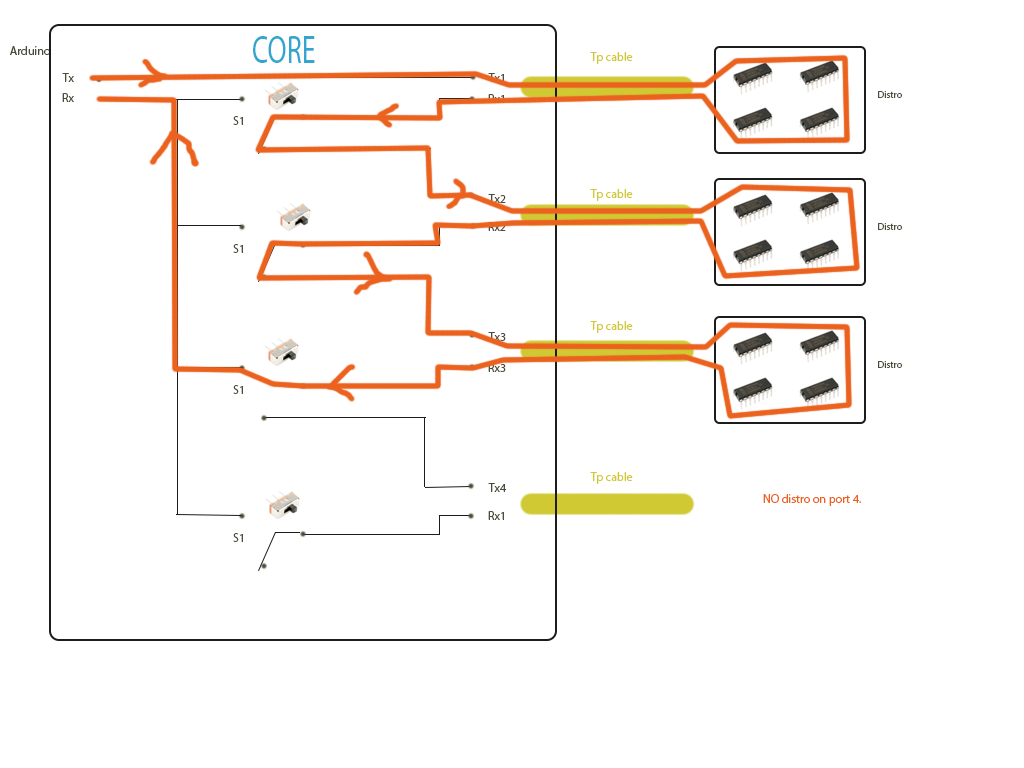 CORE
Arduino
Tx
Rx
Tx1
Rx1
S1
Tp cable
Distro
Tx2
Rx2
S1
Tp cable
Distro
Tx3
Rx3
S1
Tp cable
Distro
Tx4
Rx1
S1
Tp cable
NO distro on port 4.